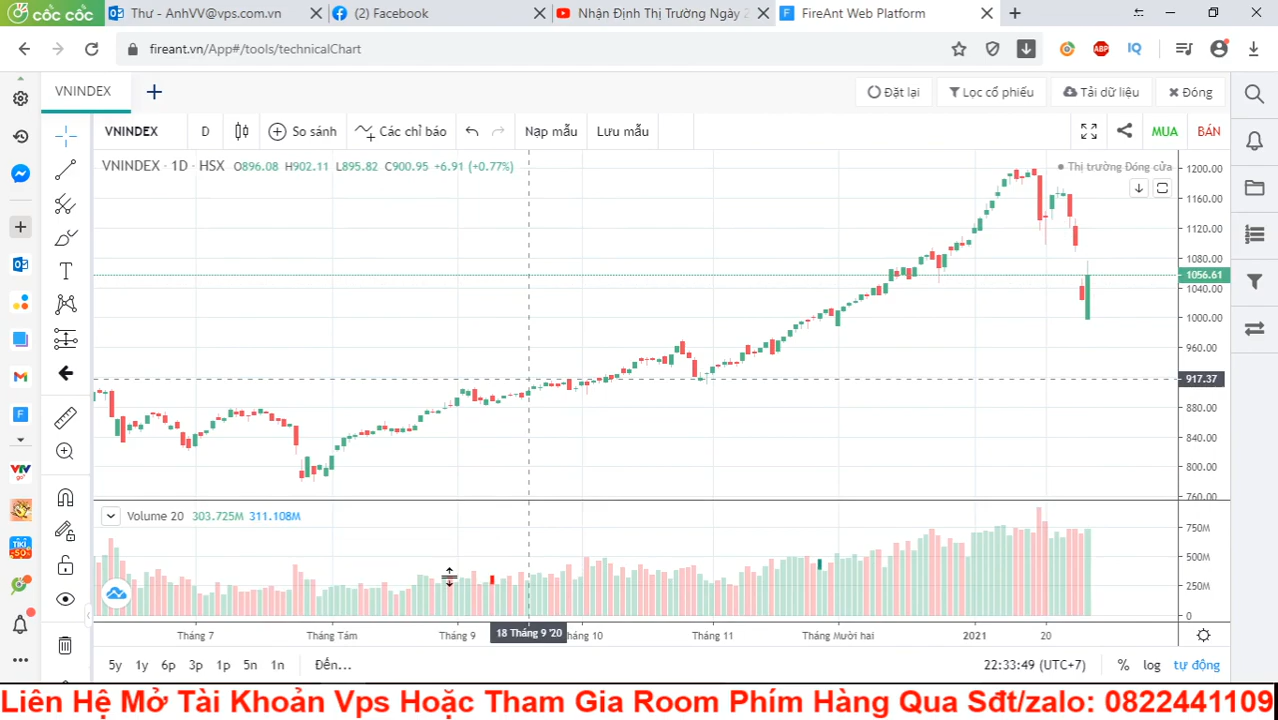 cốc cốc
Thư - AnhVV@vps.com.vn
(2) Facebook
Nhận Định Thị Trường Ngày 2
FireAnt Web Platform
fireant.vn/App#/tools/technicalChart
ABP
IQ
VNINDEX
Đặt lại
Lọc cổ phiếu
Tải dữ liệu
Đóng
VNINDEX
D
So sánh
Các chỉ báo
Nạp mẫu
Lưu mẫu
MUA
BÁN
VNINDEX · 1D · HSX O896.08 H902.11 L895.82 C900.95 +6.91 (+0.77%)
Thị trường Đóng cửa
1200.00
1160.00
1120.00
1080.00
1056.61
1040.00
1000.00
960.00
917.37
880.00
840.00
800.00
760.00
Volume 20 303.725M 311.108M
750M
500M
250M
0
Tháng 7
Tháng Tám
Tháng 9
18 Tháng 9 '20
háng 10
Tháng 11
Tháng Mười hai
2021
20
5y 1y 6p 3p 1p 5n 1n Đến...
22:33:49 (UTC+7) % log tự động
VTV
go
TIKI
-50%
Liên Hệ Mở Tài Khoản Vps Hoặc Tham Gia Room Phím Hàng Qua Sđt/zalo: 0822441109